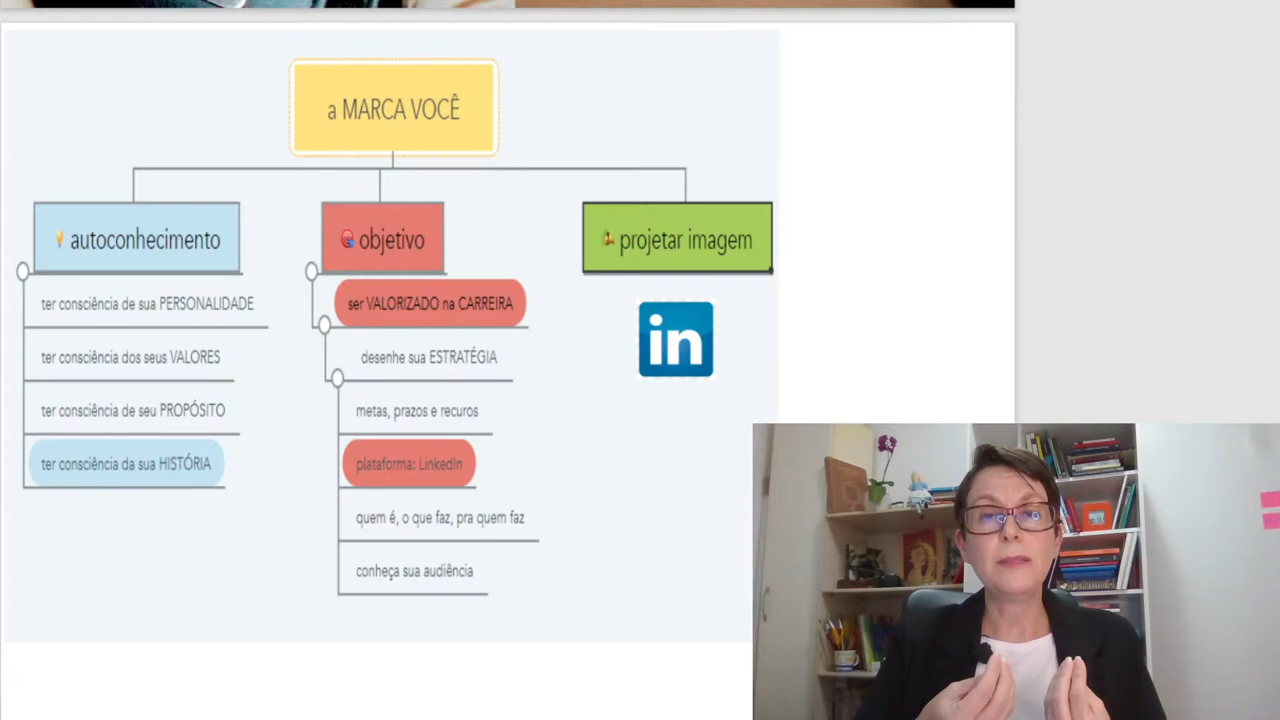 a MARCA VOCÊ
autoconhecimento
ter consciência de sua PERSONALIDADE
ter consciência dos seus VALORES
ter consciência de seu PROPÓSITO
ter consciência da sua HISTÓRIA
objetivo
ser VALORIZADO na CARREIRA
desenhe sua ESTRATÉGIA
metas, prazos e recuros
plataforma: LinkedIn
quem é, o que faz, pra quem faz
conheça sua audiência
projetar imagem
in